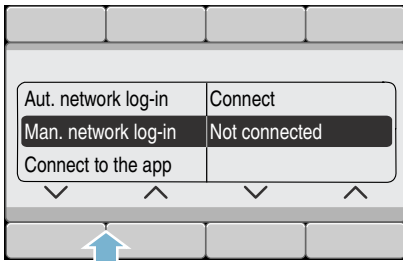 Aut. network log-in Connect
Man. network log-in Not connected
Connect to the app